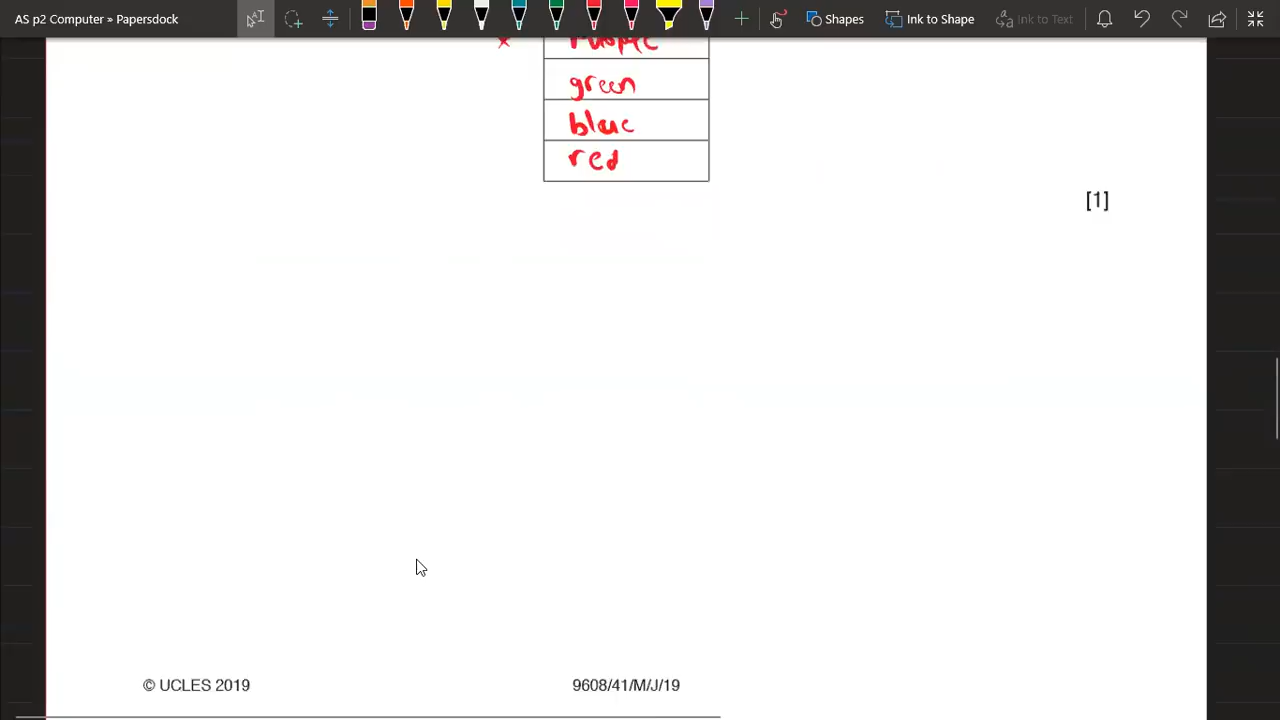 AS p2 Computer » Papersdock
Shapes
Ink to Shape
Ink to Text
green
blue
red
[1]
© UCLES 2019
9608/41/M/J/19